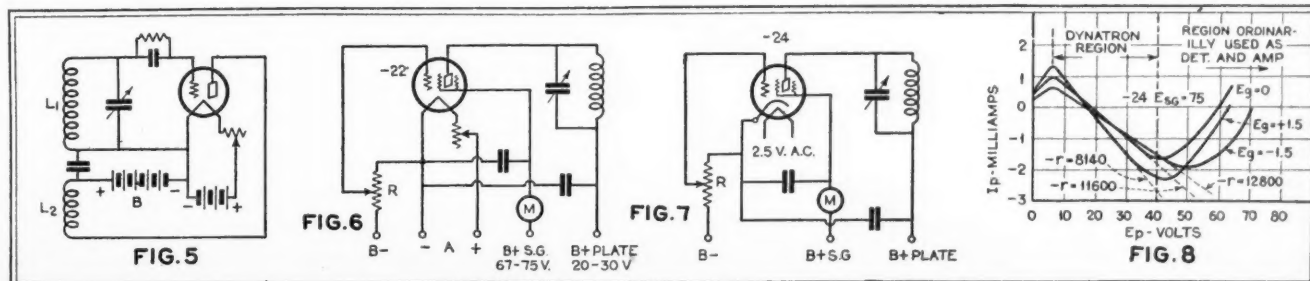 L1
L2
+
B
-
-
+
FIG.5
-22
R
M
B-
-
A
+
B+ S.G.
67-75 V.
B+ PLATE
20-30 V
FIG.6
-24
2.5 V. A.C.
R
M
B-
B+ S.G
B+ PLATE
FIG.7
DYNATRON
REGION
REGION ORDINAR-
ILLY USED AS
DET. AND AMP
-24 ESG=75
Eg=0
Eg=+1.5
Eg=-1.5
-r=8140
-r=11600
-r=12800
Ip-MILLIAMPS
2
1
0
-1
-2
-3
0 10 20 30 40 50 60 70 80
Ep-VOLTS
FIG.8